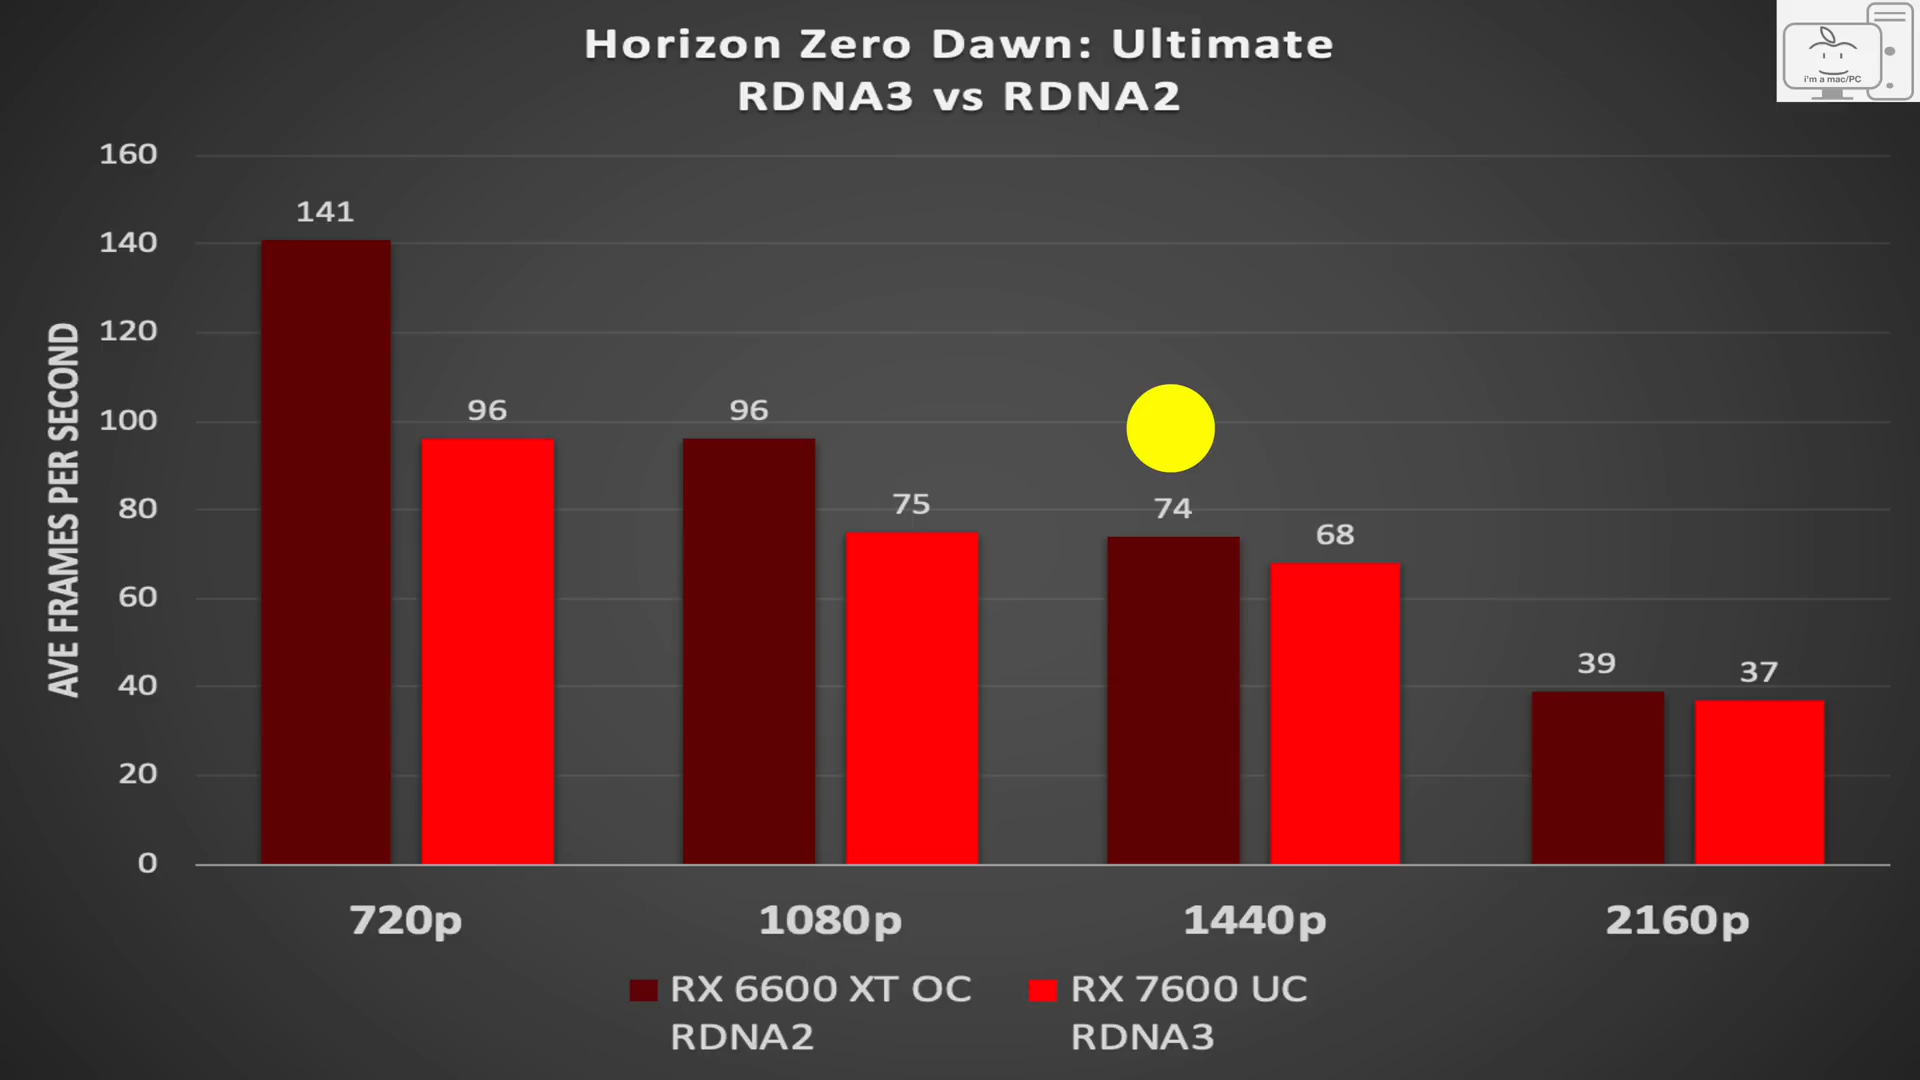 Horizon Zero Dawn: Ultimate
RDNA3 vs RDNA2
i'm a mac/PC
AVE FRAMES PER SECOND
160
140
120
100
80
60
40
20
0
141
96
96
75
74
68
39
37
720p
1080p
1440p
2160p
RX 6600 XT OC
RDNA2
RX 7600 UC
RDNA3